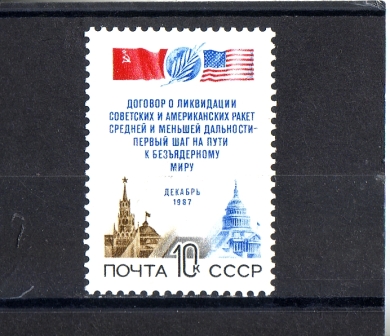 ДОГОВОР О ЛИКВИДАЦИИ
СОВЕТСКИХ И АМЕРИКАНСКИХ РАКЕТ
СРЕДНЕЙ И МЕНЬШЕЙ ДАЛЬНОСТИ-
ПЕРВЫЙ ШАГ НА ПУТИ
К БЕЗЪЯДЕРНОМУ
МИРУ
ДЕКАБРЬ
1987
ПОЧТА 10К СССР